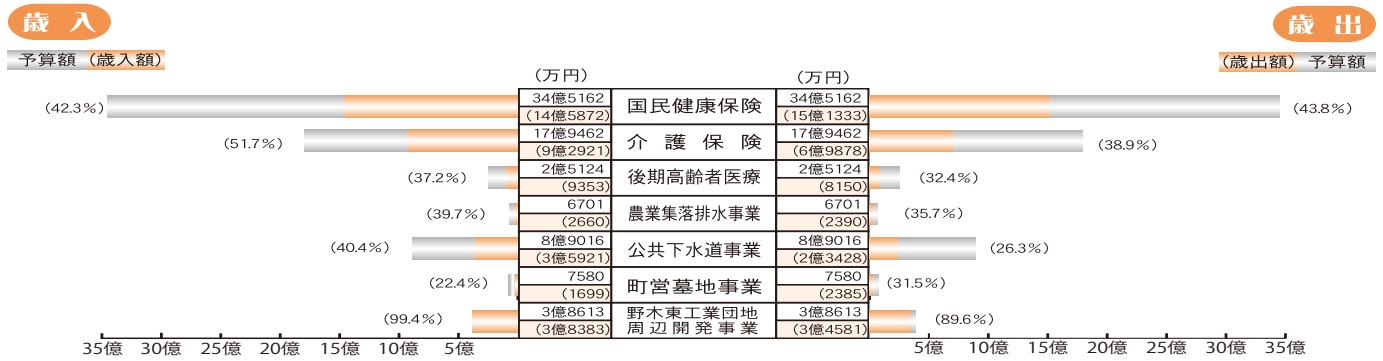 歳 入
歳 出
予算額 (歳入額)
(歳出額) 予算額
(万円) (万円)
(42.3%) 34億5162 (14億5872) 国民健康保険 34億5162 (15億1333) (43.8%)
(51.7%) 17億9462 (9億2921) 介 護 保 険 17億9462 (6億9878) (38.9%)
(37.2%) 2億5124 (9353) 後期高齢者医療 2億5124 (8150) (32.4%)
(39.7%) 6701 (2660) 農業集落排水事業 6701 (2390) (35.7%)
(40.4%) 8億9016 (3億5921) 公共下水道事業 8億9016 (2億3428) (26.3%)
(22.4%) 7580 (1699) 町営墓地事業 7580 (2385) (31.5%)
(99.4%) 3億8613 (3億8383) 野木東工業団地 周辺開発事業 3億8613 (3億4581) (89.6%)
35億 30億 25億 20億 15億 10億 5億 5億 10億 15億 20億 25億 30億 35億